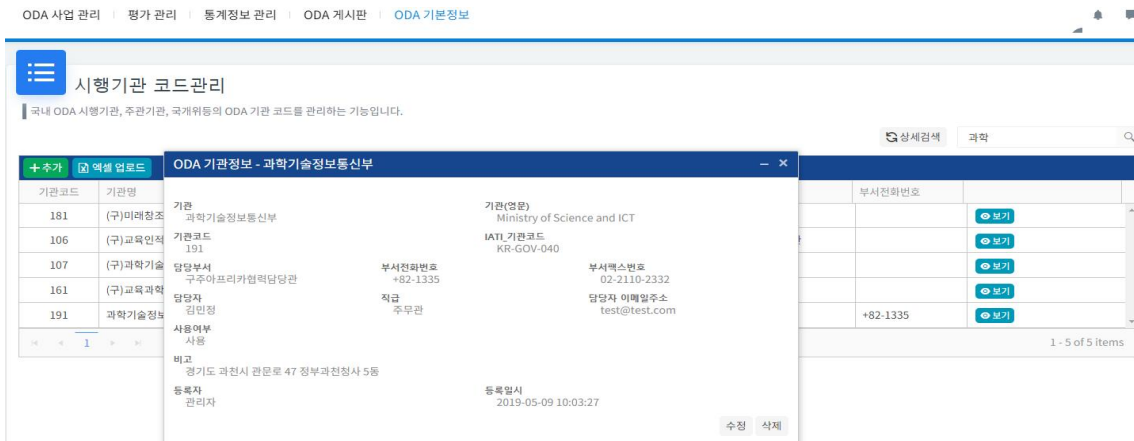 ODA 사업 관리 평가 관리 통계정보 관리 ODA 게시판 ODA 기본정보
시행기관 코드관리
국내 ODA 시행기관, 주관기관, 국개위등의 ODA 기관 코드를 관리하는 기능입니다.
상세검색 과학
+추가 엑셀 업로드
ODA 기관정보 - 과학기술정보통신부
기관코드 기관명 부서전화번호
181 (구)미래창조 보기
106 (구)교육인적 보기
107 (구)과학기술 보기
161 (구)교육과학 보기
191 과학기술정보 +82-1335 보기
1 1 - 5 of 5 items
기관 기관(영문)
과학기술정보통신부 Ministry of Science and ICT
기관코드 IATI_기관코드
191 KR-GOV-040
담당부서 부서전화번호 부서팩스번호
구주아프리카협력담당관 +82-1335 02-2110-2332
담당자 직급 담당자 이메일주소
김민정 주무관 test@test.com
사용여부
사용
비고
경기도 과천시 관문로 47 정부과천청사 5동
등록자 등록일시
관리자 2019-05-09 10:03:27
수정 삭제